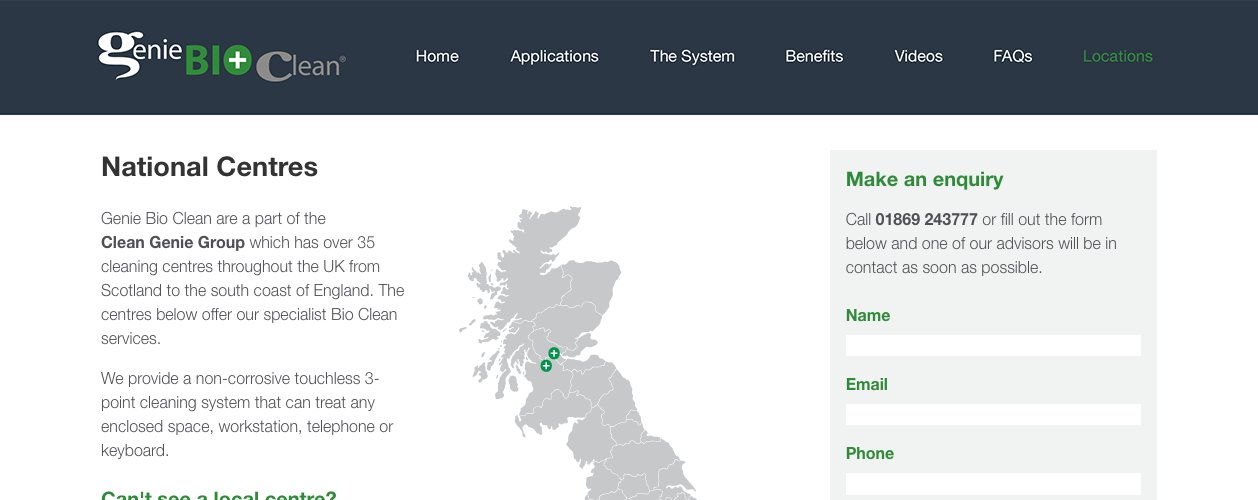 genie BIO Clean®
Home Applications The System Benefits Videos FAQs Locations
National Centres
Genie Bio Clean are a part of the
Clean Genie Group which has over 35
cleaning centres throughout the UK from
Scotland to the south coast of England. The
centres below offer our specialist Bio Clean
services.
We provide a non-corrosive touchless 3-
point cleaning system that can treat any
enclosed space, workstation, telephone or
keyboard.
Can't see a local centre?
Make an enquiry
Call 01869 243777 or fill out the form
below and one of our advisors will be in
contact as soon as possible.
Name
Email
Phone